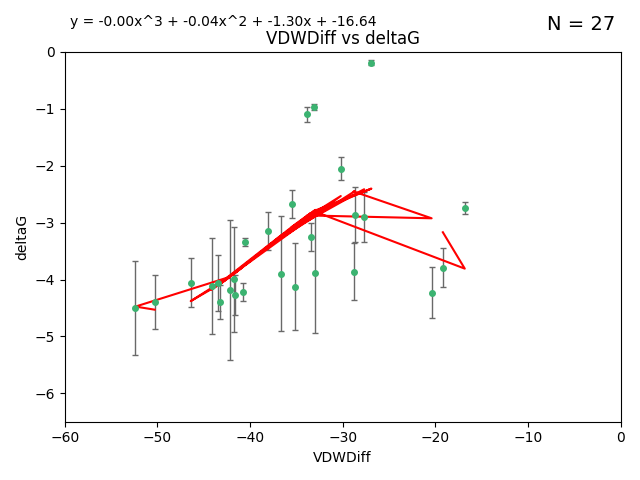 y = -0.00x^3 + -0.04x^2 + -1.30x + -16.64
N = 27
VDWDiff vs deltaG
0
−1
−2
−3
−4
−5
−6
deltaG
−60 −50 −40 −30 −20 −10 0
VDWDiff